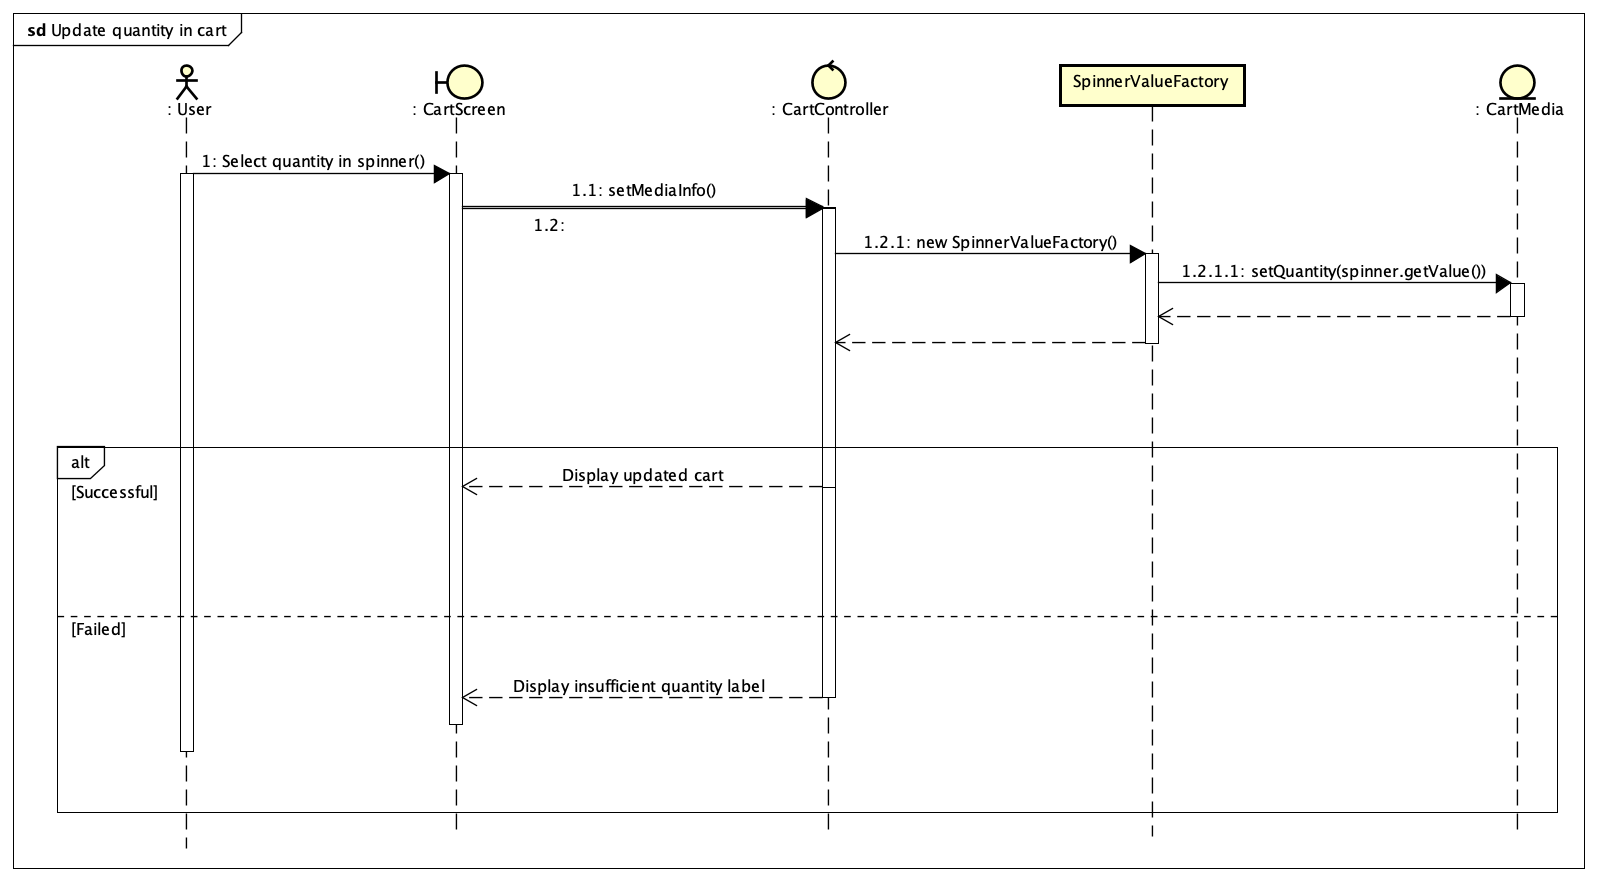 sd Update quantity in cart
: User
: CartScreen
: CartController
SpinnerValueFactory
: CartMedia
1: Select quantity in spinner()
1.1: setMediaInfo()
1.2:
1.2.1: new SpinnerValueFactory()
1.2.1.1: setQuantity(spinner.getValue())
alt
Display updated cart
[Successful]
[Failed]
Display insufficient quantity label